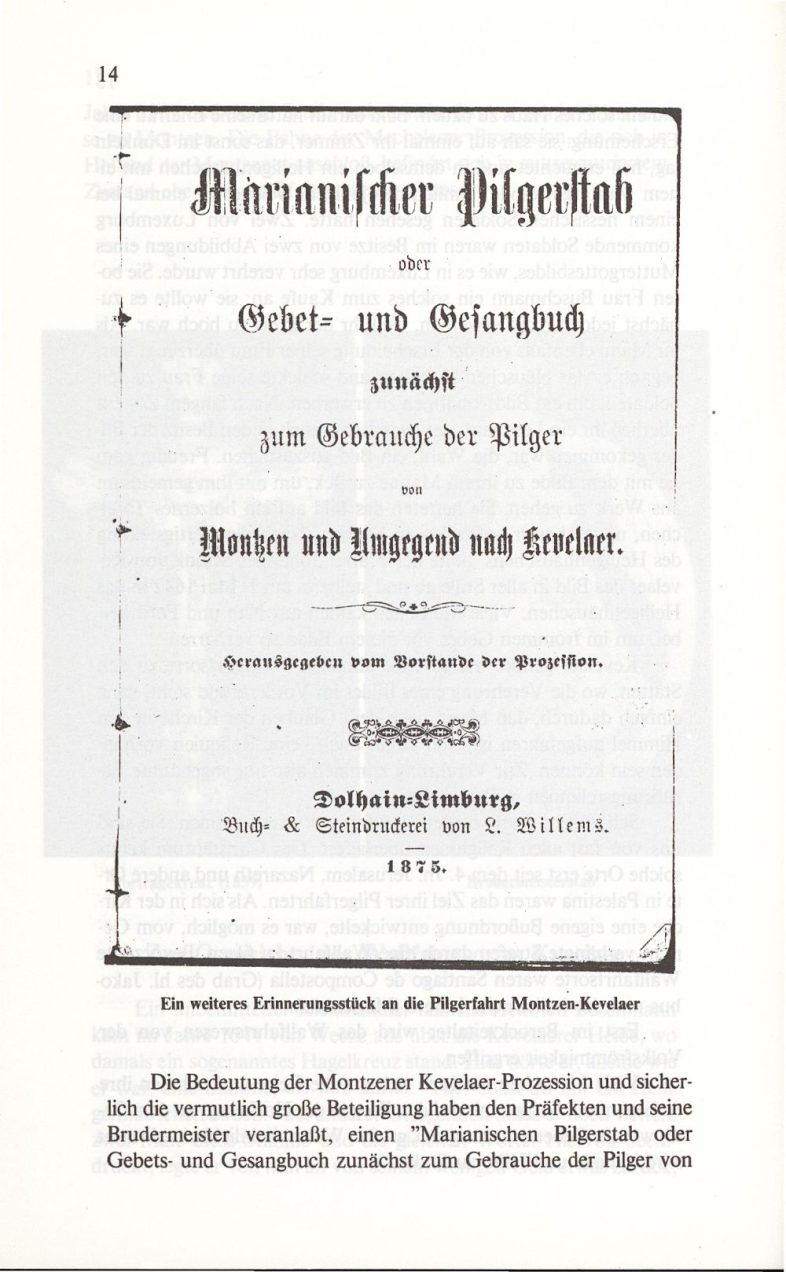 14
Marianischer Pilgerstab
oder
Gebet- und Gesangbuch
zunächst
zum Gebrauche der Pilger
von
Montzen und Umgegend nach Kevelaer.
Herausgegeben vom Vorstande der Prozession.
Dolhain-Limburg,
Buch- & Steindruckerei von L. Willems.
1875.
Ein weiteres Erinnerungsstück an die Pilgerfahrt Montzen-Kevelaer
Die Bedeutung der Montzener Kevelaer-Prozession und sicher-
lich die vermutlich große Beteiligung haben den Präfekten und seine
Brudermeister veranlaßt, einen "Marianischen Pilgerstab oder
Gebets- und Gesangbuch zunächst zum Gebrauche der Pilger von